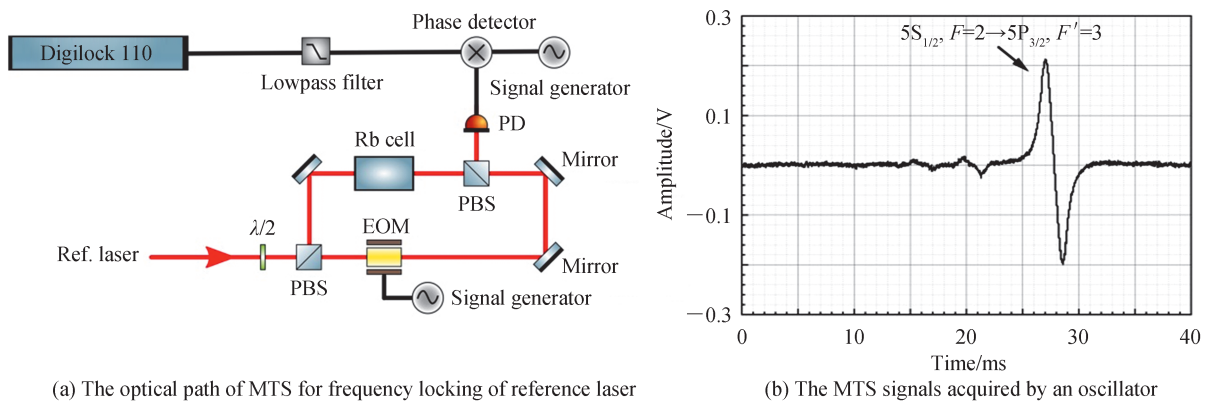 Phase detector
Digilock 110
Lowpass filter
Signal generator
PD
Rb cell
Mirror
PBS
λ/2
EOM
Ref. laser
PBS
Mirror
Signal generator
(a) The optical path of MTS for frequency locking of reference laser
0.3
5S1/2, F=2→5P3/2, F′=3
0.1
Amplitude/V
−0.1
−0.3
0 10 20 30 40
Time/ms
(b) The MTS signals acquired by an oscillator